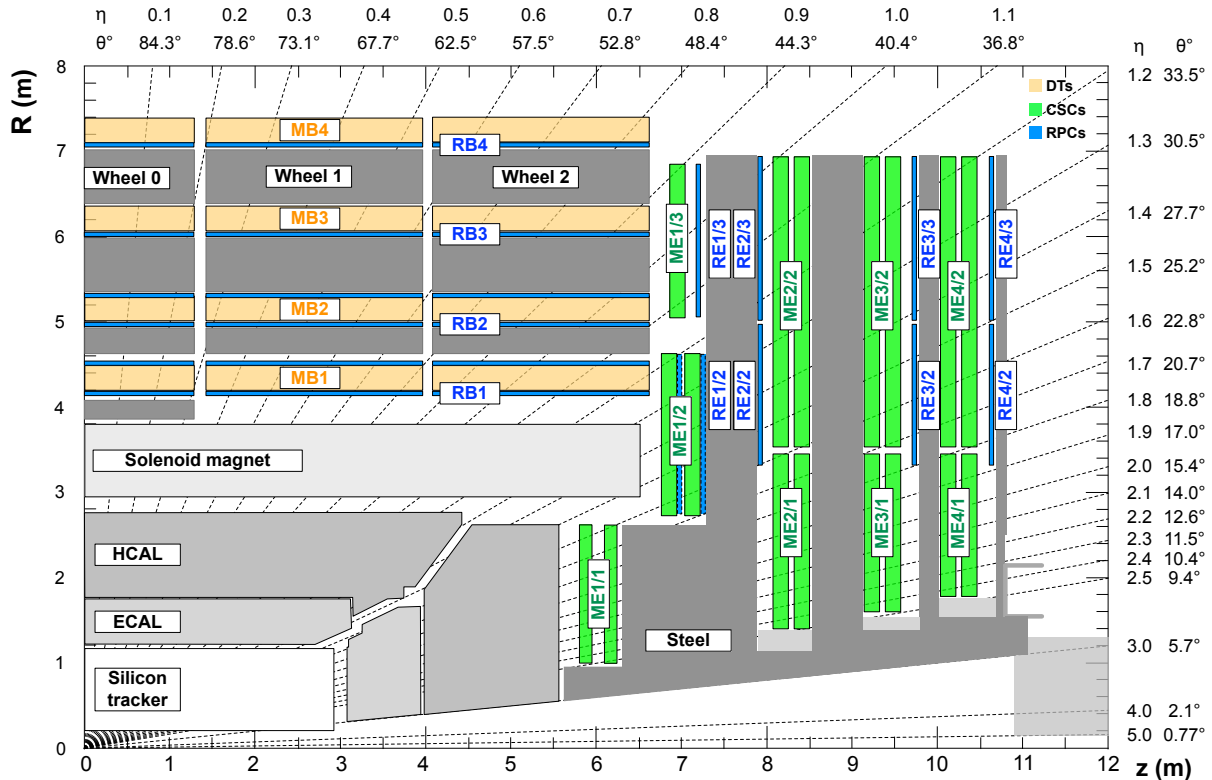 η 0.1 0.2 0.3 0.4 0.5 0.6 0.7 0.8 0.9 1.0 1.1
θ° 84.3° 78.6° 73.1° 67.7° 62.5° 57.5° 52.8° 48.4° 44.3° 40.4° 36.8° η θ°
R (m)
8
7
6
5
4
3
2
1
0
1.2 33.5°
1.3 30.5°
1.4 27.7°
1.5 25.2°
1.6 22.8°
1.7 20.7°
1.8 18.8°
1.9 17.0°
2.0 15.4°
2.1 14.0°
2.2 12.6°
2.3 11.5°
2.4 10.4°
2.5 9.4°
3.0 5.7°
4.0 2.1°
5.0 0.77°
DTs
CSCs
RPCs
MB4
RB4
Wheel 0 Wheel 1 Wheel 2
MB3
RB3
MB2
RB2
MB1
RB1
Solenoid magnet
HCAL
ECAL
Silicon
tracker
Steel
ME1/3
RE1/3
RE2/3
ME2/2
ME3/2
RE3/3
ME4/2
RE4/3
ME1/2
RE1/2
RE2/2
RE3/2
RE4/2
ME1/1
ME2/1
ME3/1
ME4/1
0 1 2 3 4 5 6 7 8 9 10 11 12
z (m)